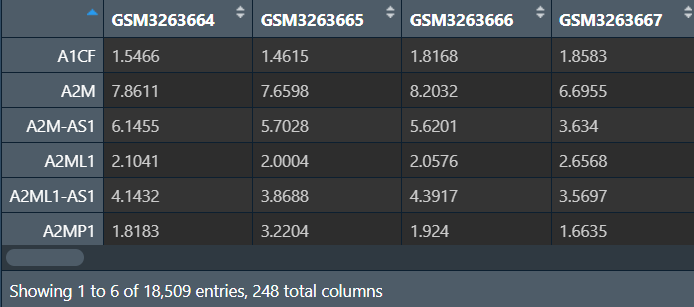 GSM3263664 GSM3263665 GSM3263666 GSM3263667
A1CF 1.5466 1.4615 1.8168 1.8583
A2M 7.8611 7.6598 8.2032 6.6955
A2M-AS1 6.1455 5.7028 5.6201 3.634
A2ML1 2.1041 2.0004 2.0576 2.6568
A2ML1-AS1 4.1432 3.8688 4.3917 3.5697
A2MP1 1.8183 3.2204 1.924 1.6635
Showing 1 to 6 of 18,509 entries, 248 total columns